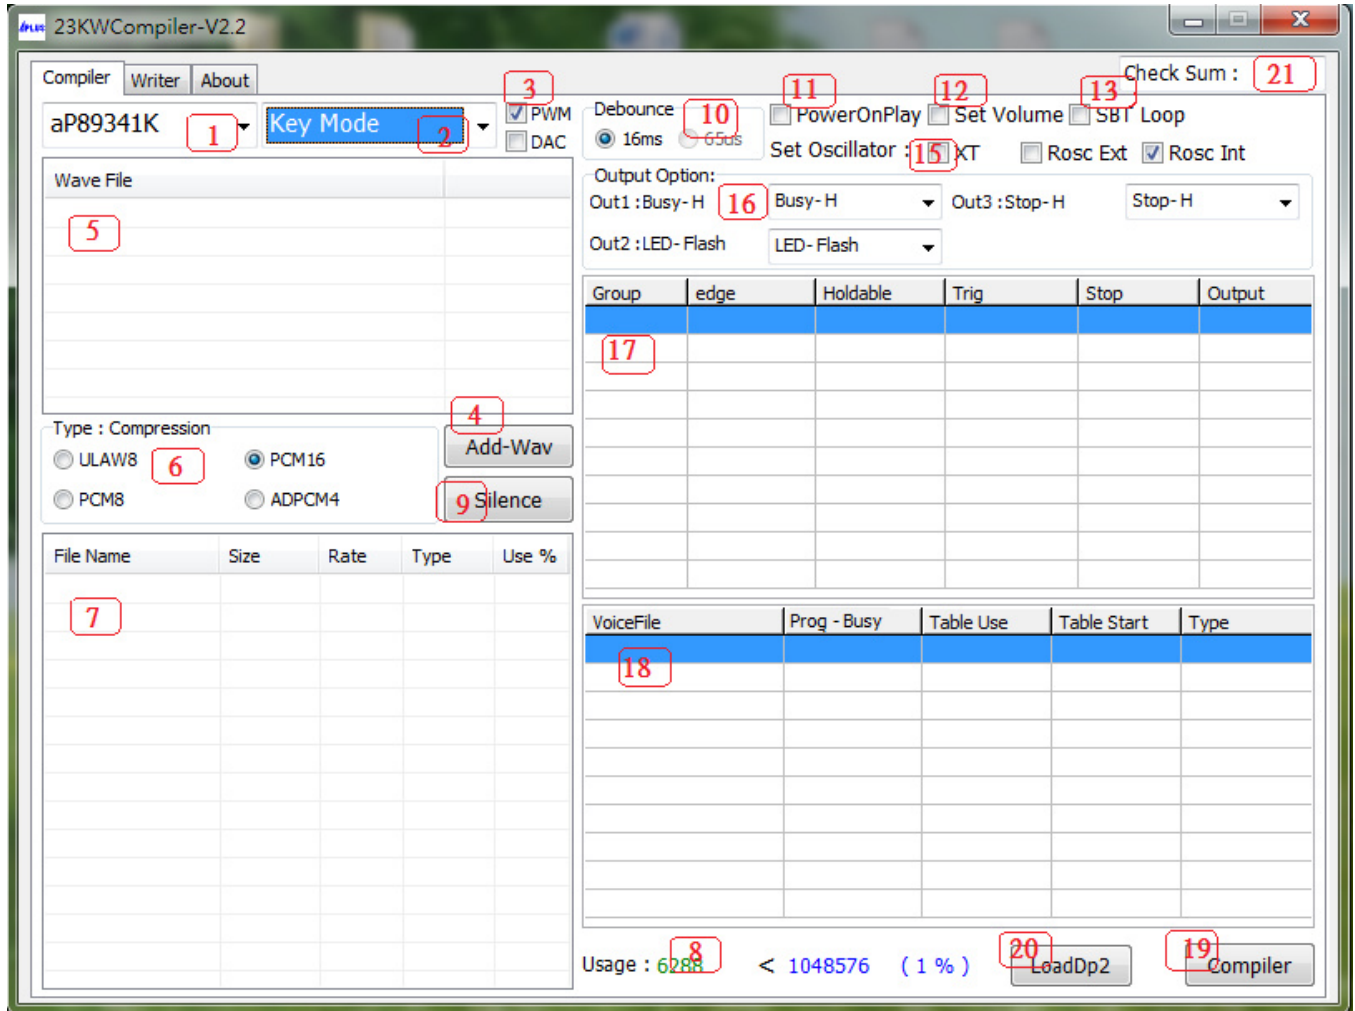 APLUS 23KWCompiler-V2.2
Compiler Writer About
Check Sum : 21
aP89341K 1 Key Mode 2
3
PWM
DAC
Debounce 10
16ms 65us
11 12 13
PowerOnPlay Set Volume SBT Loop
Set Oscillator : 15 XT Rosc Ext Rosc Int
Wave File
5
Output Option:
Out1 :Busy-H 16 Busy-H Out3 :Stop-H Stop-H
Out2 :LED-Flash LED-Flash
Group edge Holdable Trig Stop Output
17
Type : Compression
ULAW8 6 PCM16
PCM8 ADPCM4
4
Add-Wav
9 Silence
File Name Size Rate Type Use %
7
VoiceFile Prog - Busy Table Use Table Start Type
18
Usage : 6288 8 < 1048576 ( 1 % ) 20 LoadDp2 19 Compiler